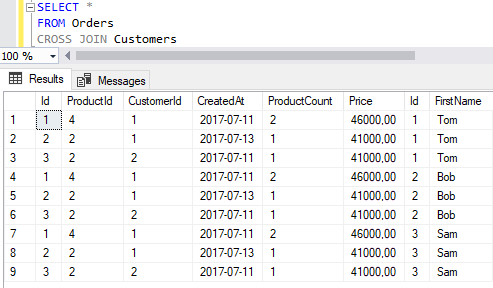 SELECT *
FROM Orders
CROSS JOIN Customers
100 %
Results Messages
Id ProductId CustomerId CreatedAt ProductCount Price Id FirstName
1 1 4 1 2017-07-11 2 46000,00 1 Tom
2 2 2 1 2017-07-13 1 41000,00 1 Tom
3 3 2 2 2017-07-11 1 41000,00 1 Tom
4 1 4 1 2017-07-11 2 46000,00 2 Bob
5 2 2 1 2017-07-13 1 41000,00 2 Bob
6 3 2 2 2017-07-11 1 41000,00 2 Bob
7 1 4 1 2017-07-11 2 46000,00 3 Sam
8 2 2 1 2017-07-13 1 41000,00 3 Sam
9 3 2 2 2017-07-11 1 41000,00 3 Sam